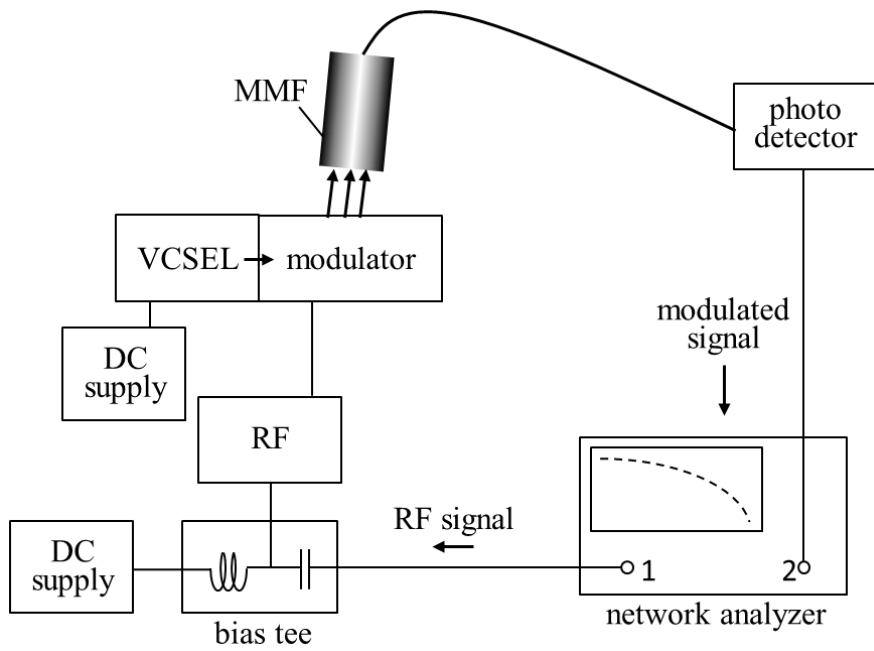 MMF
photo
detector
VCSEL
modulator
modulated
signal
DC
supply
RF
RF signal
DC
supply
1
2
bias tee
network analyzer